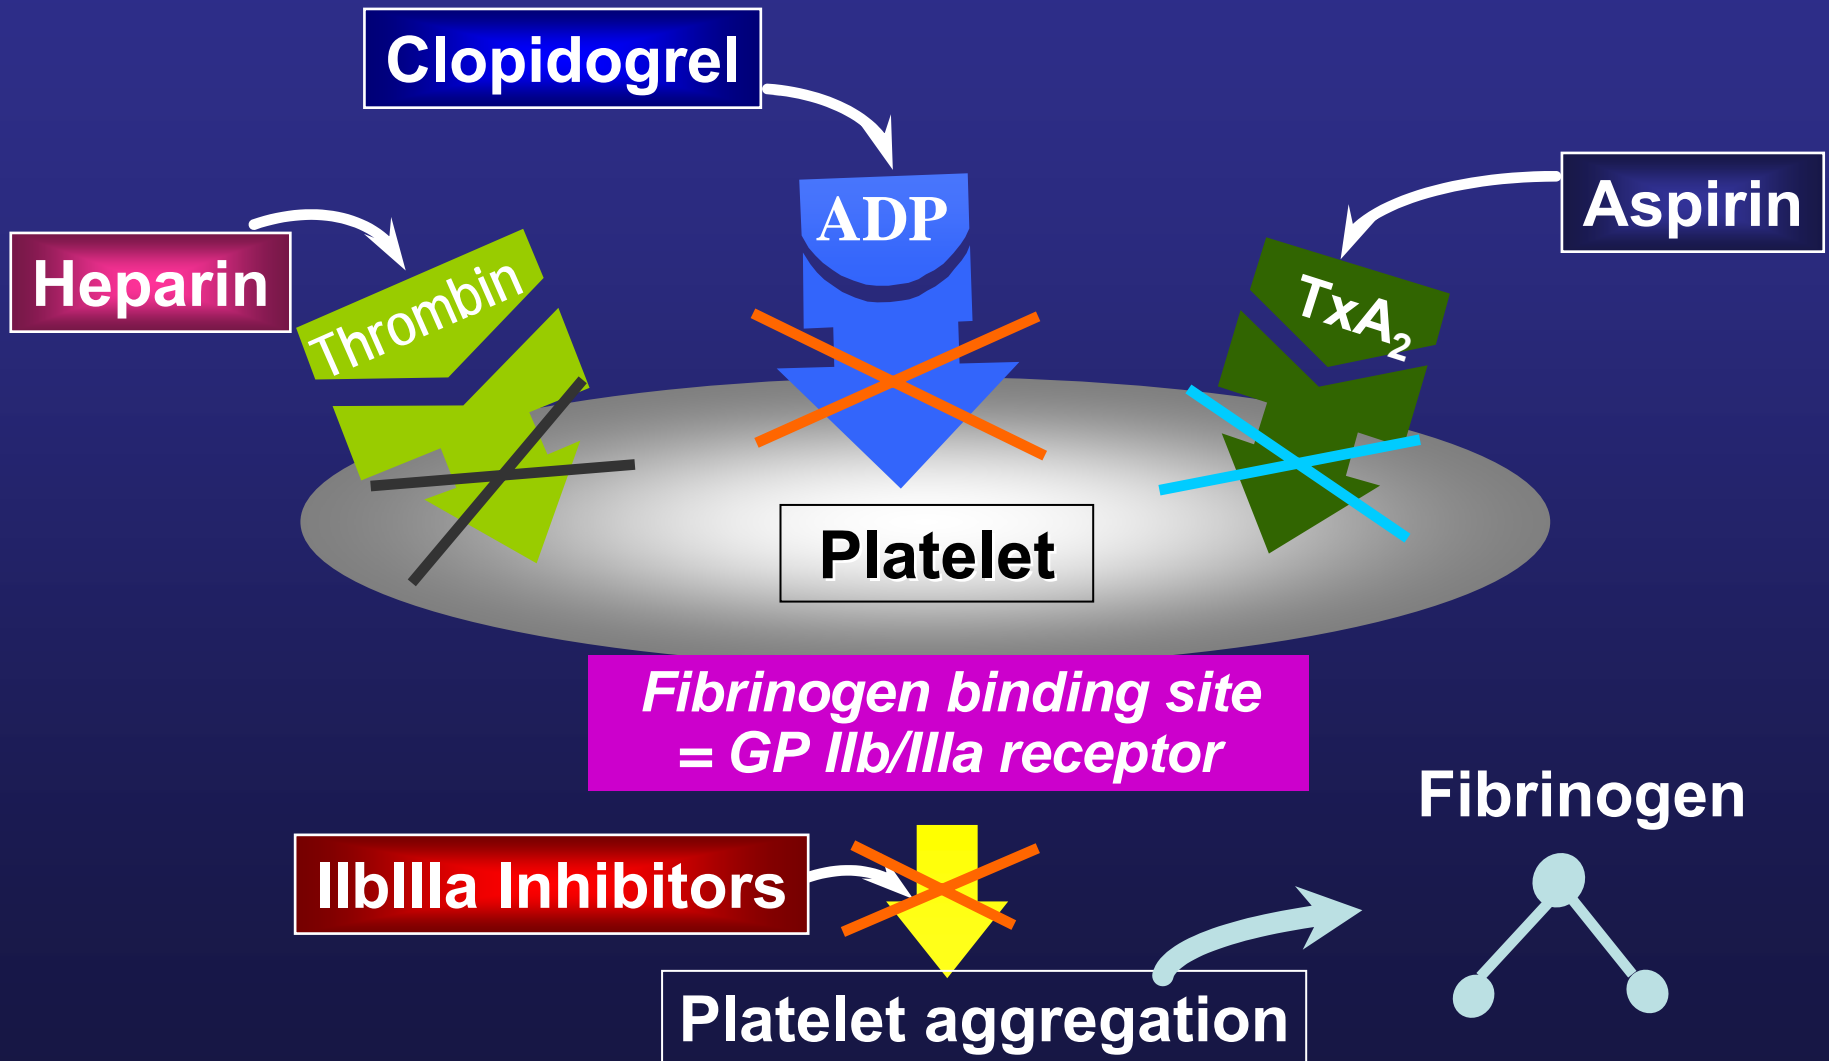 Clopidogrel
Aspirin
ADP
Heparin
Thrombin
TxA₂
Platelet
Fibrinogen binding site
= GP IIb/IIIa receptor
Fibrinogen
IIbIIIa Inhibitors
Platelet aggregation